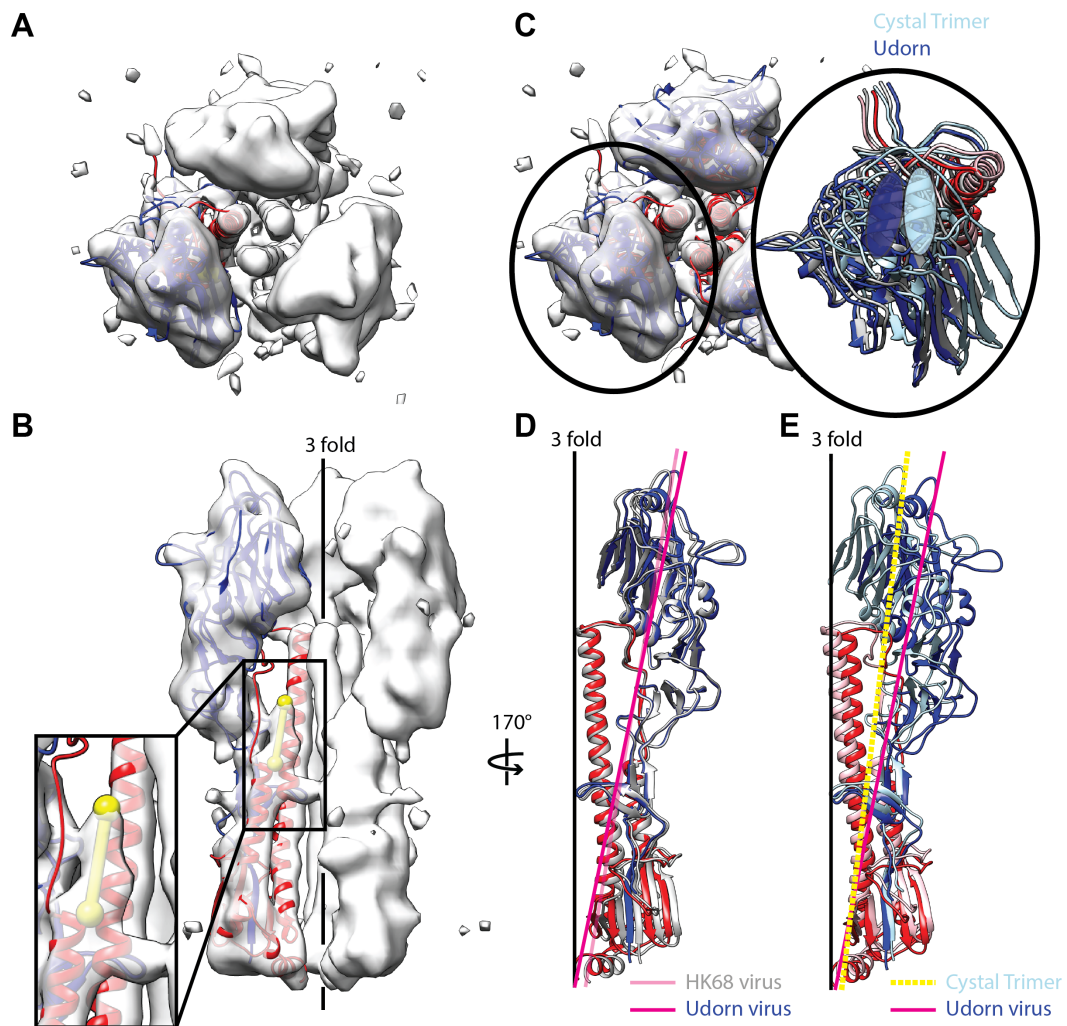 A
C
Cystal Trimer
Udorn
B
3 fold
170°
D
3 fold
E
3 fold
HK68 virus
Udorn virus
Cystal Trimer
Udorn virus